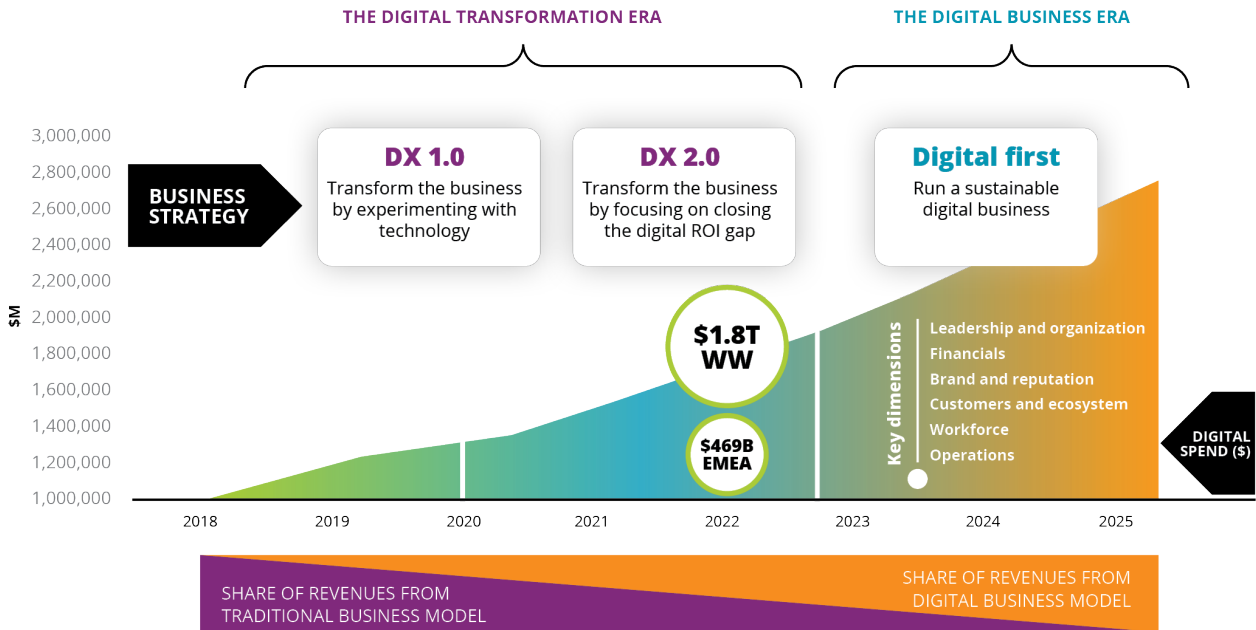 THE DIGITAL TRANSFORMATION ERA
THE DIGITAL BUSINESS ERA
3,000,000
2,800,000
2,600,000
2,400,000
2,200,000
2,000,000
1,800,000
1,600,000
1,400,000
1,200,000
1,000,000
$M
BUSINESS
STRATEGY
DX 1.0
Transform the business
by experimenting with
technology
DX 2.0
Transform the business
by focusing on closing
the digital ROI gap
Digital first
Run a sustainable
digital business
$1.8T
WW
$469B
EMEA
Key dimensions
Leadership and organization
Financials
Brand and reputation
Customers and ecosystem
Workforce
Operations
DIGITAL
SPEND ($)
2018
2019
2020
2021
2022
2023
2024
2025
SHARE OF REVENUES FROM
TRADITIONAL BUSINESS MODEL
SHARE OF REVENUES FROM
DIGITAL BUSINESS MODEL